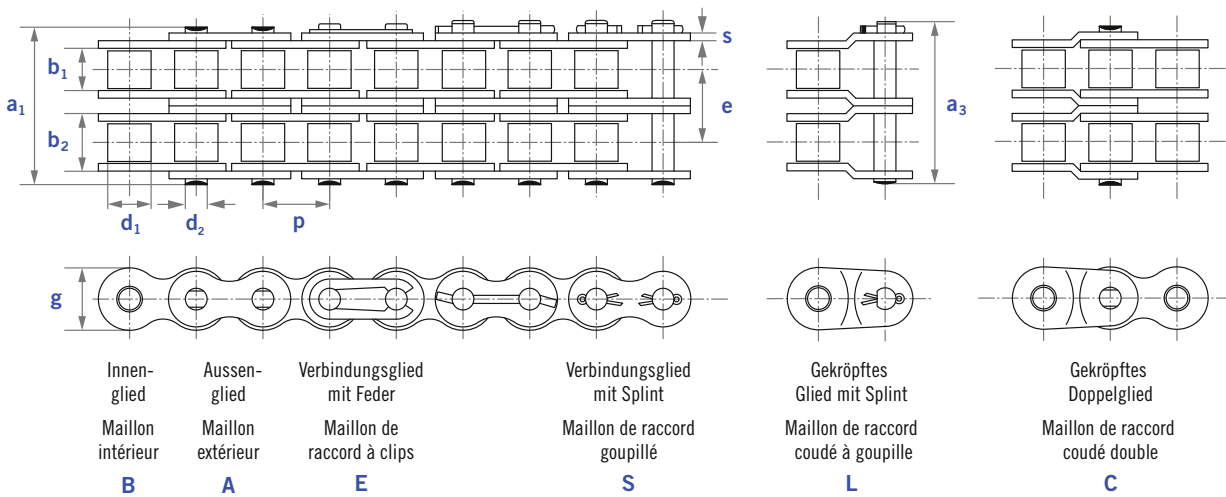 a₁
b₁
b₂
s
e
a₃
d₁
d₂
p
g
Innen-
glied
Maillon
intérieur
B
Aussen-
glied
Maillon
extérieur
A
Verbindungsglied
mit Feder
Maillon de
raccord à clips
E
Verbindungsglied
mit Splint
Maillon de raccord
goupillé
S
Gekröpftes
Glied mit Splint
Maillon de raccord
coudé à goupille
L
Gekröpftes
Doppelglied
Maillon de raccord
coudé double
C